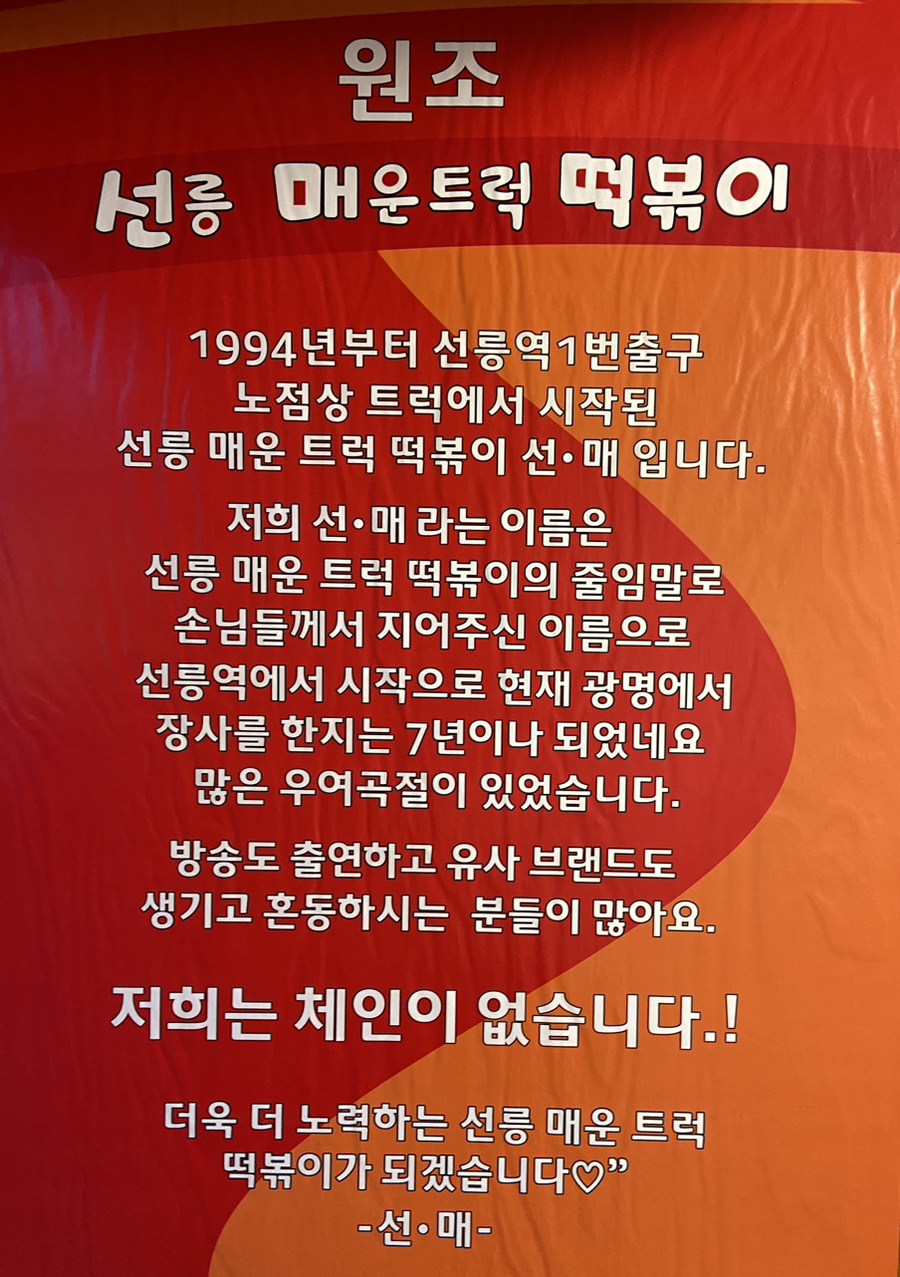 원조
선릉 매운트럭 떡볶이
1994년부터 선릉역1번출구
노점상 트럭에서 시작된
선릉 매운 트럭 떡볶이 선·매 입니다.
저희 선·매 라는 이름은
선릉 매운 트럭 떡볶이의 줄임말로
손님들께서 지어주신 이름으로
선릉역에서 시작으로 현재 광명에서
장사를 한지는 7년이나 되었네요
많은 우여곡절이 있었습니다.
방송도 출연하고 유사 브랜드도
생기고 혼동하시는 분들이 많아요.
저희는 체인이 없습니다.!
더욱 더 노력하는 선릉 매운 트럭
떡볶이가 되겠습니다♡”
-선·매-